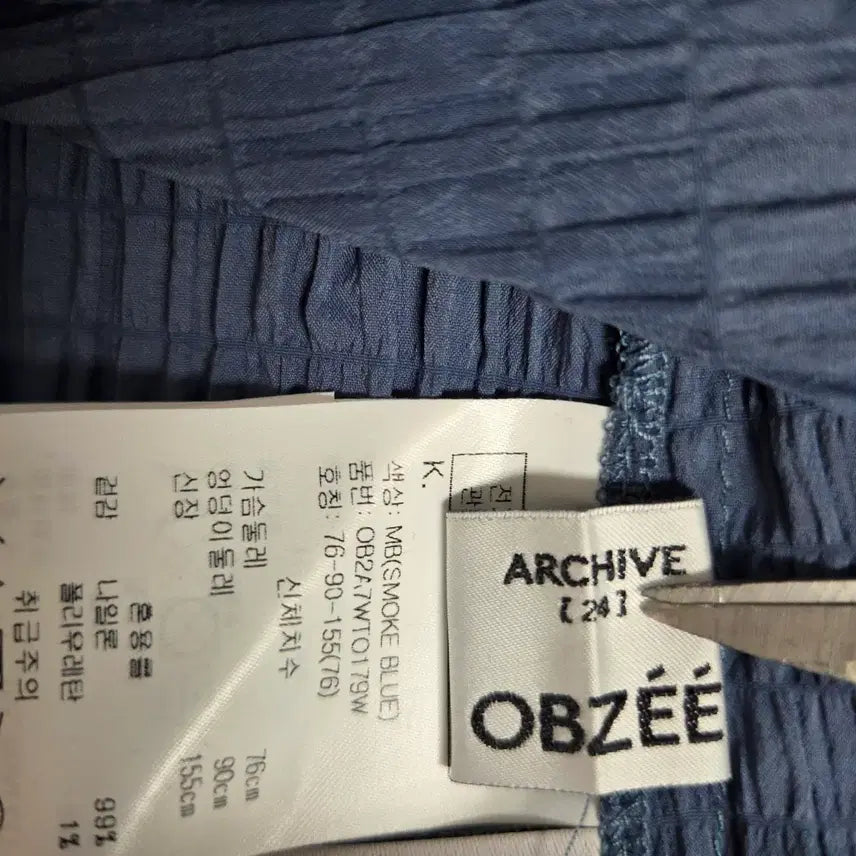 ARCHIVE
[24]
OBZÉÉ
K.
색상: MB(SMOKE BLUE)
품번: OB2A7WTO179W
호칭: 76-90-155(76)
신체치수
가슴둘레 76cm
엉덩이둘레 90cm
신장 155cm
혼용률
겉감 나일론 99%
폴리우레탄 1%
취급주의